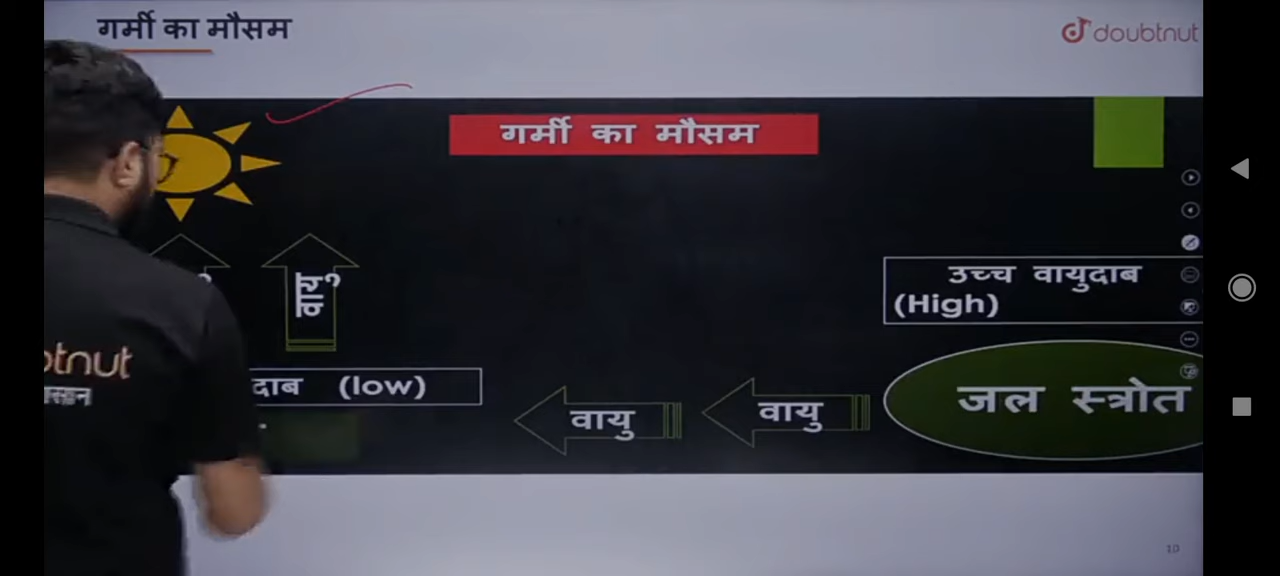 गर्मी का मौसम
doubtnut
गर्मी का मौसम
वायु
उच्च वायुदाब
(High)
(low)
वायु
वायु
जल स्त्रोत
10